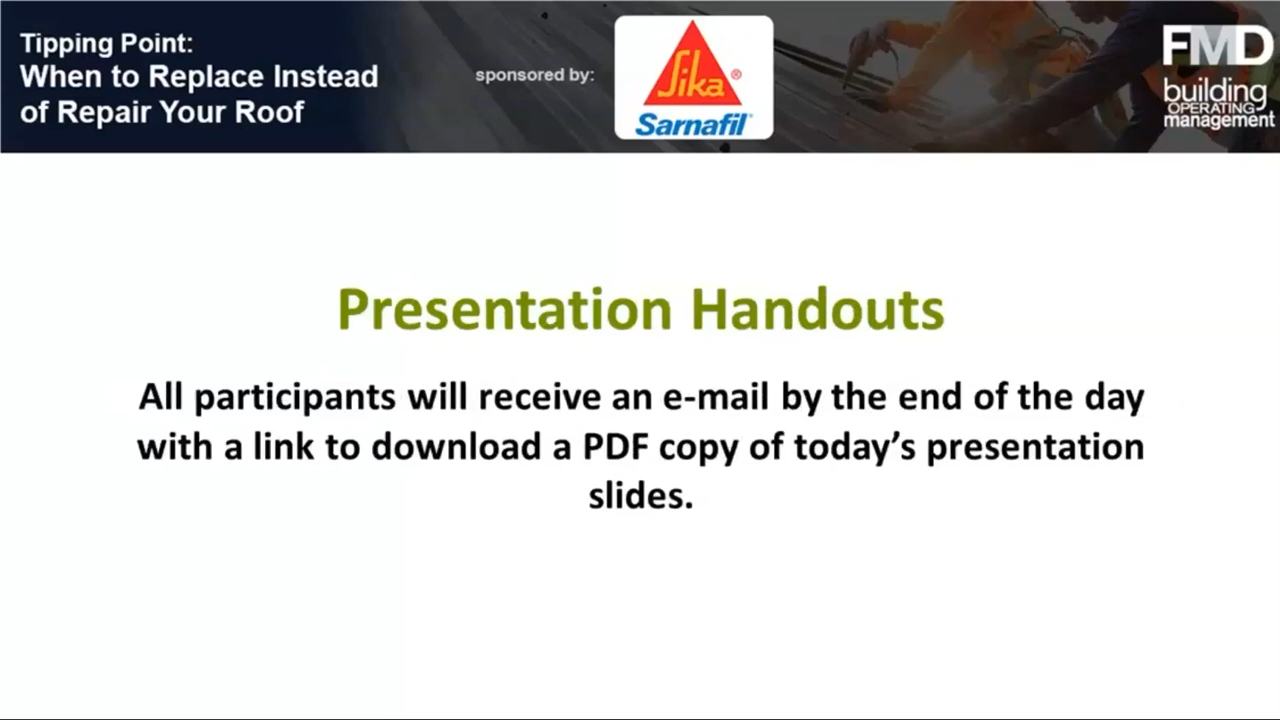 Tipping Point:
When to Replace Instead
of Repair Your Roof
sponsored by:
Sika®
Sarnafil®
FMD
building
OPERATING
management
Presentation Handouts
All participants will receive an e-mail by the end of the day
with a link to download a PDF copy of today’s presentation
slides.